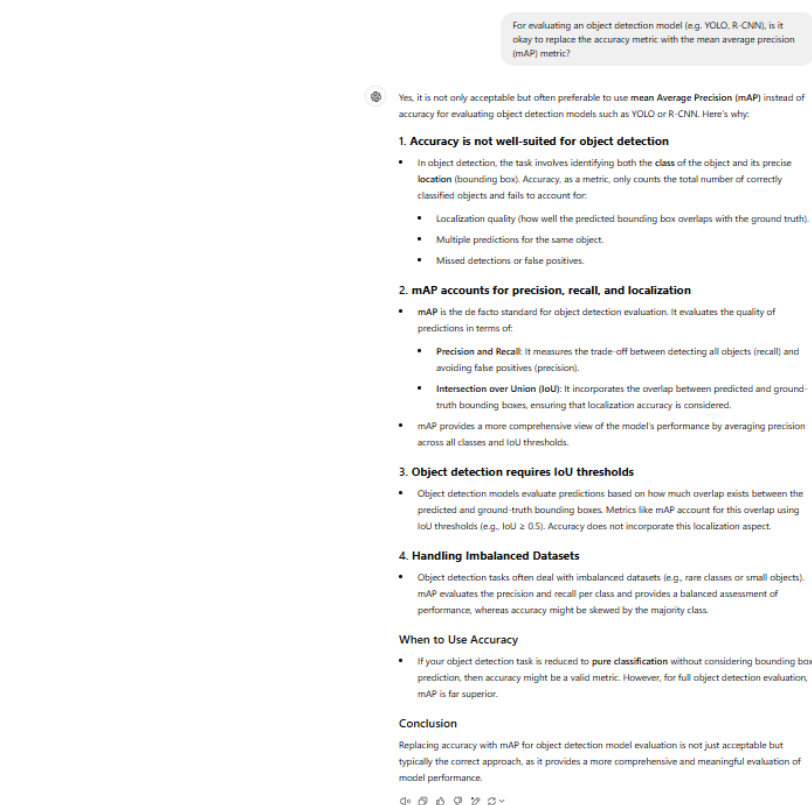 For evaluating an object detection model (e.g. YOLO, R-CNN), is it
okay to replace the accuracy metric with the mean average precision
(mAP) metric?
Yes, it is not only acceptable but often preferable to use mean Average Precision (mAP) instead of
accuracy for evaluating object detection models such as YOLO or R-CNN. Here's why:
1. Accuracy is not well-suited for object detection
• In object detection, the task involves identifying both the class of the object and its precise
location (bounding box). Accuracy, as a metric, only counts the total number of correctly
classified objects and fails to account for:
• Localization quality (how well the predicted bounding box overlaps with the ground truth).
• Multiple predictions for the same object.
• Missed detections or false positives.
2. mAP accounts for precision, recall, and localization
• mAP is the de facto standard for object detection evaluation. It evaluates the quality of
predictions in terms of:
• Precision and Recall: It measures the trade-off between detecting all objects (recall) and
avoiding false positives (precision).
• Intersection over Union (IoU): It incorporates the overlap between predicted and ground-
truth bounding boxes, ensuring that localization accuracy is considered.
• mAP provides a more comprehensive view of the model's performance by averaging precision
across all classes and IoU thresholds.
3. Object detection requires IoU thresholds
• Object detection models evaluate predictions based on how much overlap exists between the
predicted and ground-truth bounding boxes. Metrics like mAP account for this overlap using
IoU thresholds (e.g., IoU ≥ 0.5). Accuracy does not incorporate this localization aspect.
4. Handling Imbalanced Datasets
• Object detection tasks often deal with imbalanced datasets (e.g., rare classes or small objects).
mAP evaluates the precision and recall per class and provides a balanced assessment of
performance, whereas accuracy might be skewed by the majority class.
When to Use Accuracy
• If your object detection task is reduced to pure classification without considering bounding box
prediction, then accuracy might be a valid metric. However, for full object detection evaluation,
mAP is far superior.
Conclusion
Replacing accuracy with mAP for object detection model evaluation is not just acceptable but
typically the correct approach, as it provides a more comprehensive and meaningful evaluation of
model performance.